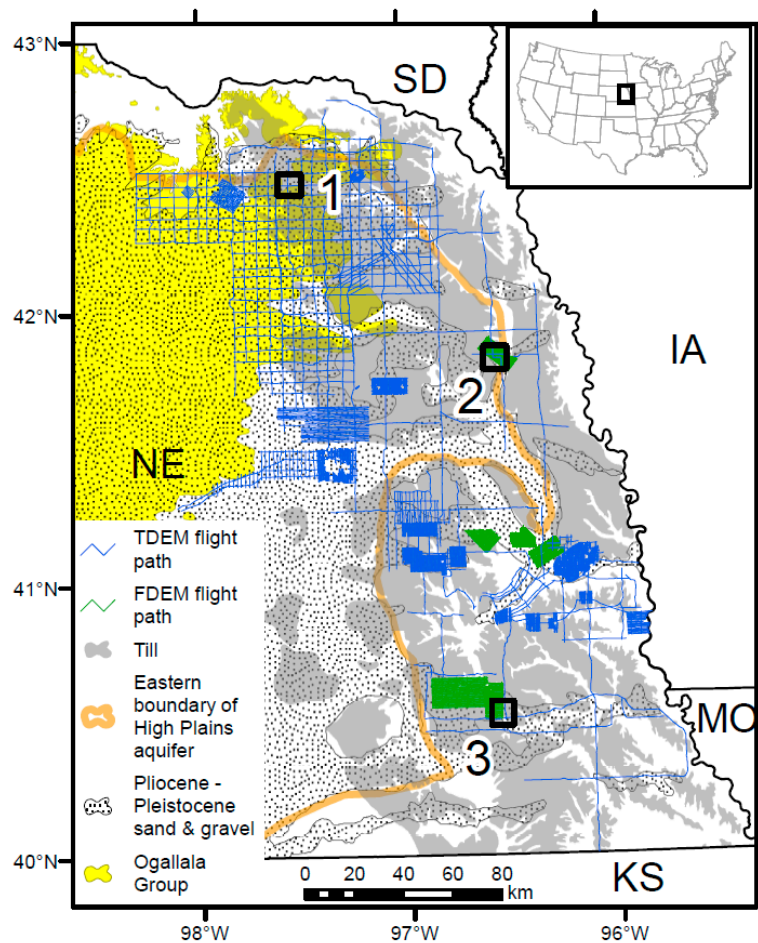 43°N
SD
1
42°N
IA
2
NE
TDEM flight
path
FDEM flight
path
41°N
Till
Eastern
boundary of
High Plains
aquifer
MO
3
Pliocene -
Pleistocene
sand & gravel
Ogallala
Group
40°N
0 20 40 60 80
km
KS
98°W
97°W
96°W